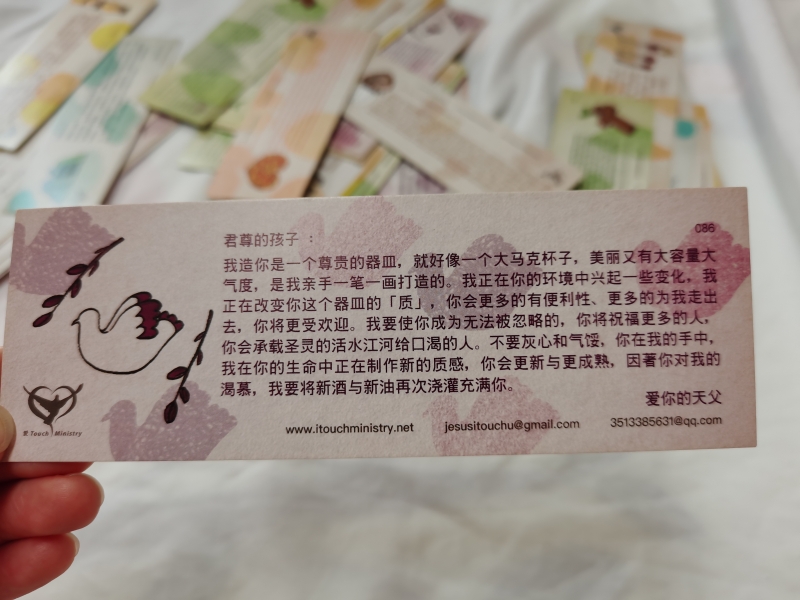 086
君尊的孩子：
我造你是一个尊贵的器皿，就好像一个大马克杯子，美丽又有大容量大
气度，是我亲手一笔一画打造的。我正在你的环境中兴起一些变化，我
正在改变你这个器皿的「质」，你会更多的有便利性、更多的为我走出
去，你将更受欢迎。我要使你成为无法被忽略的，你将祝福更多的人，
你会承载圣灵的活水江河给口渴的人。不要灰心和气馁，你在我的手中，
我在你的生命中正在制作新的质感，你会更新与更成熟，因著你对我的
渴慕，我要将新酒与新油再次浇灌充满你。
爱你的天父
爱 Touch Ministry
www.itouchministry.net jesusitouchu@gmail.com 3513385631@qq.com